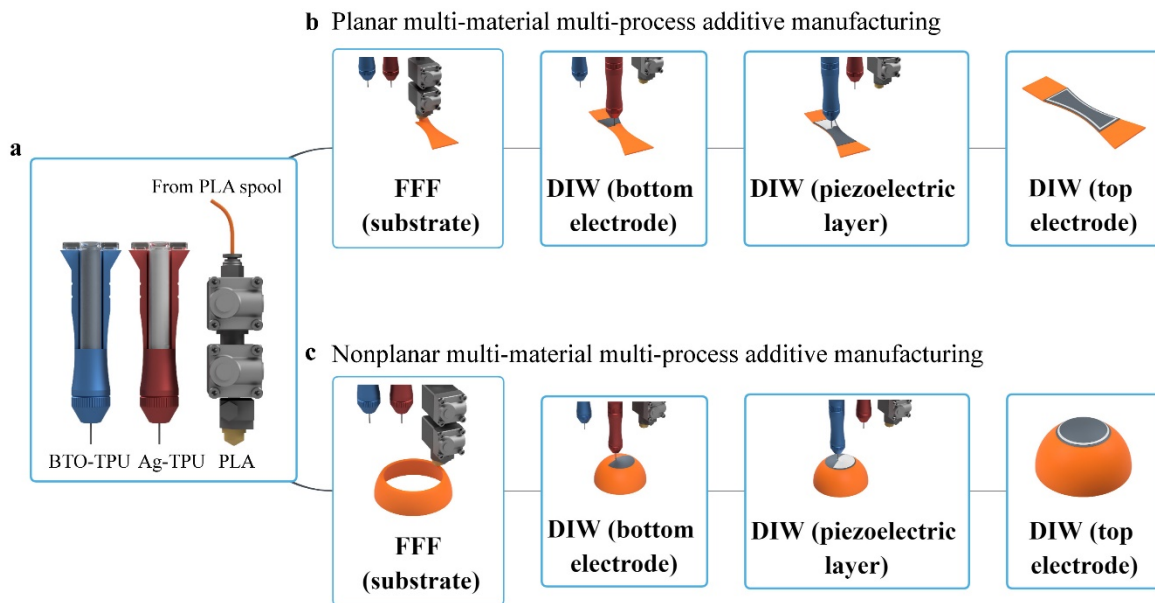 b Planar multi-material multi-process additive manufacturing
FFF
(substrate)
DIW (bottom
electrode)
DIW (piezoelectric
layer)
DIW (top
electrode)
a
From PLA spool
BTO-TPU Ag-TPU PLA
c Nonplanar multi-material multi-process additive manufacturing
FFF
(substrate)
DIW (bottom
electrode)
DIW (piezoelectric
layer)
DIW (top
electrode)